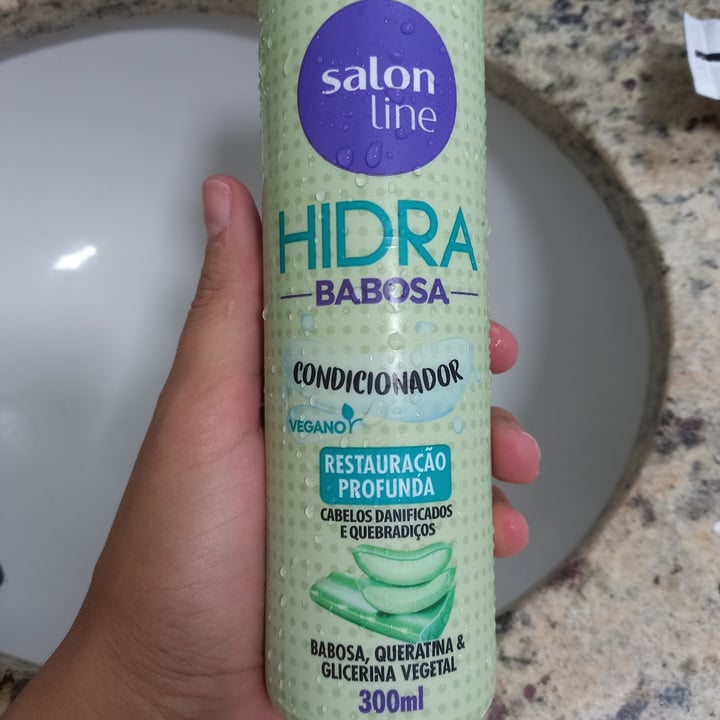 salon
line
HIDRA
BABOSA
CONDICIONADOR
VEGANO
RESTAURAÇÃO
PROFUNDA
CABELOS DANIFICADOS
E QUEBRADIÇOS
BABOSA, QUERATINA &
GLICERINA VEGETAL
300ml